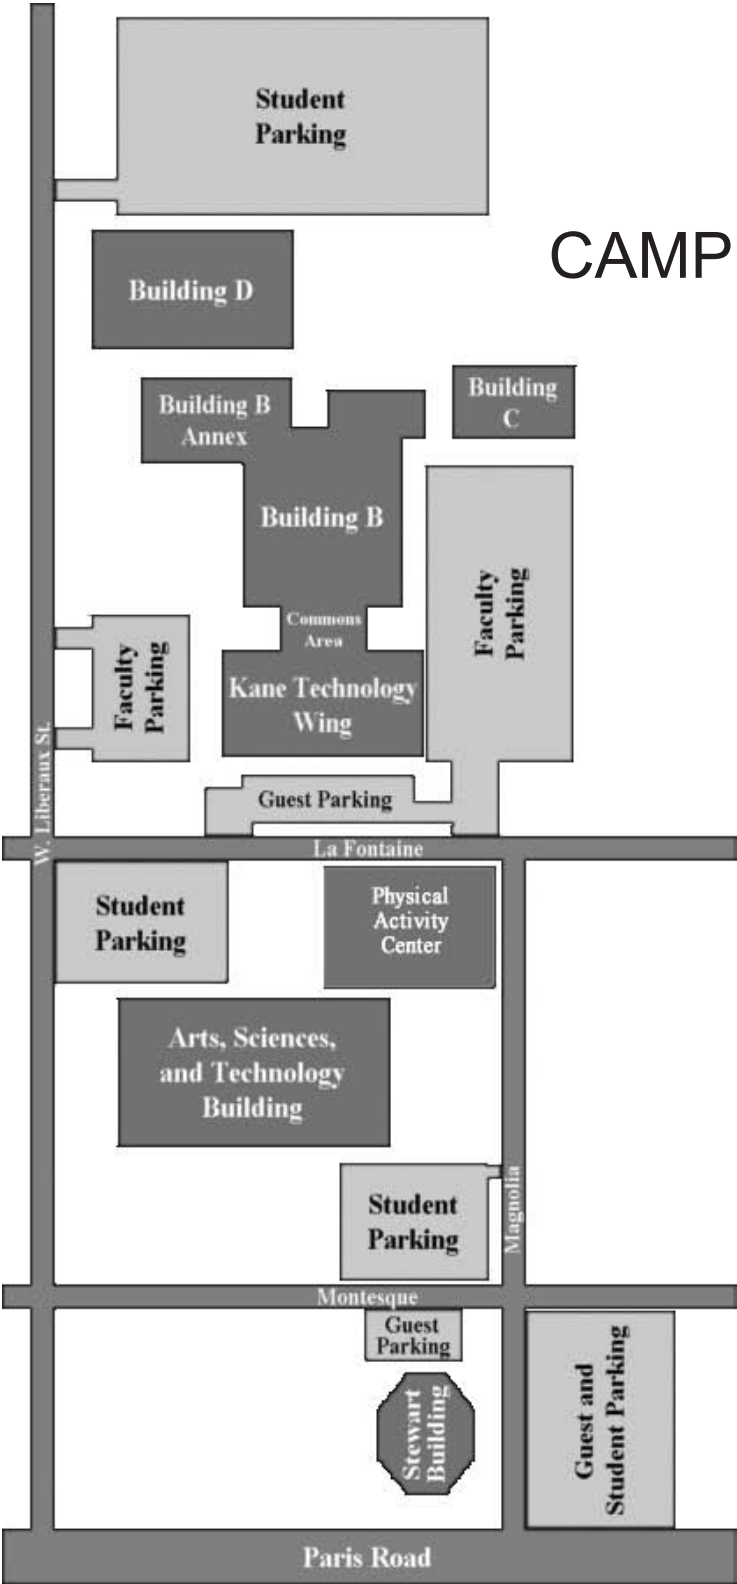 Student
Parking
CAMP
Building D
Building B
Annex
Building
C
Building B
Faculty
Parking
Commons
Area
Faculty
Parking
Kane Technology
Wing
W. Liberaux St.
Guest Parking
La Fontaine
Student
Parking
Physical
Activity
Center
Arts, Sciences,
and Technology
Building
Student
Parking
Magnolia
Montesque
Guest
Parking
Stewart
Building
Guest and
Student Parking
Paris Road